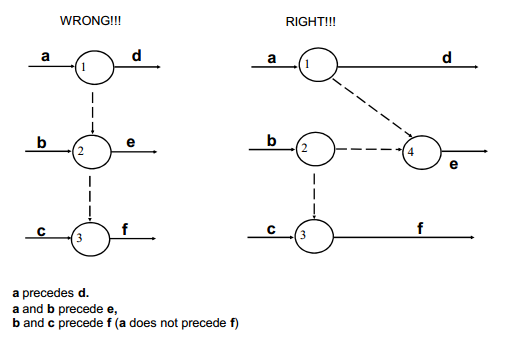 WRONG!!!
RIGHT!!!
a
d
1
b
e
2
c
f
3
a
d
1
b
2
4
e
c
f
3
a precedes d.
a and b precede e,
b and c precede f (a does not precede f)